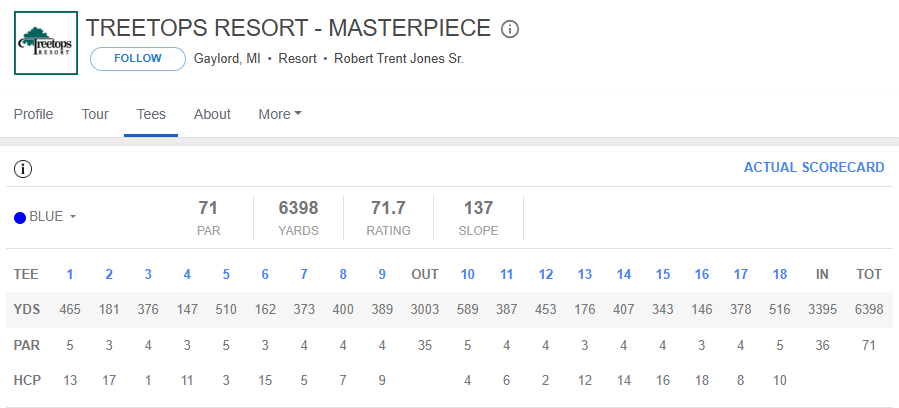 TREETOPS RESORT - MASTERPIECE i
Treetops
RESORT
FOLLOW Gaylord, MI • Resort • Robert Trent Jones Sr.
Profile Tour Tees About More
i ACTUAL SCORECARD
BLUE 71 6398 71.7 137
PAR YARDS RATING SLOPE
TEE 1 2 3 4 5 6 7 8 9 OUT 10 11 12 13 14 15 16 17 18 IN TOT
YDS 465 181 376 147 510 162 373 400 389 3003 589 387 453 176 407 343 146 378 516 3395 6398
PAR 5 3 4 3 5 3 4 4 4 35 5 4 4 3 4 4 3 4 5 36 71
HCP 13 17 1 11 3 15 5 7 9 4 6 2 12 14 16 18 8 10